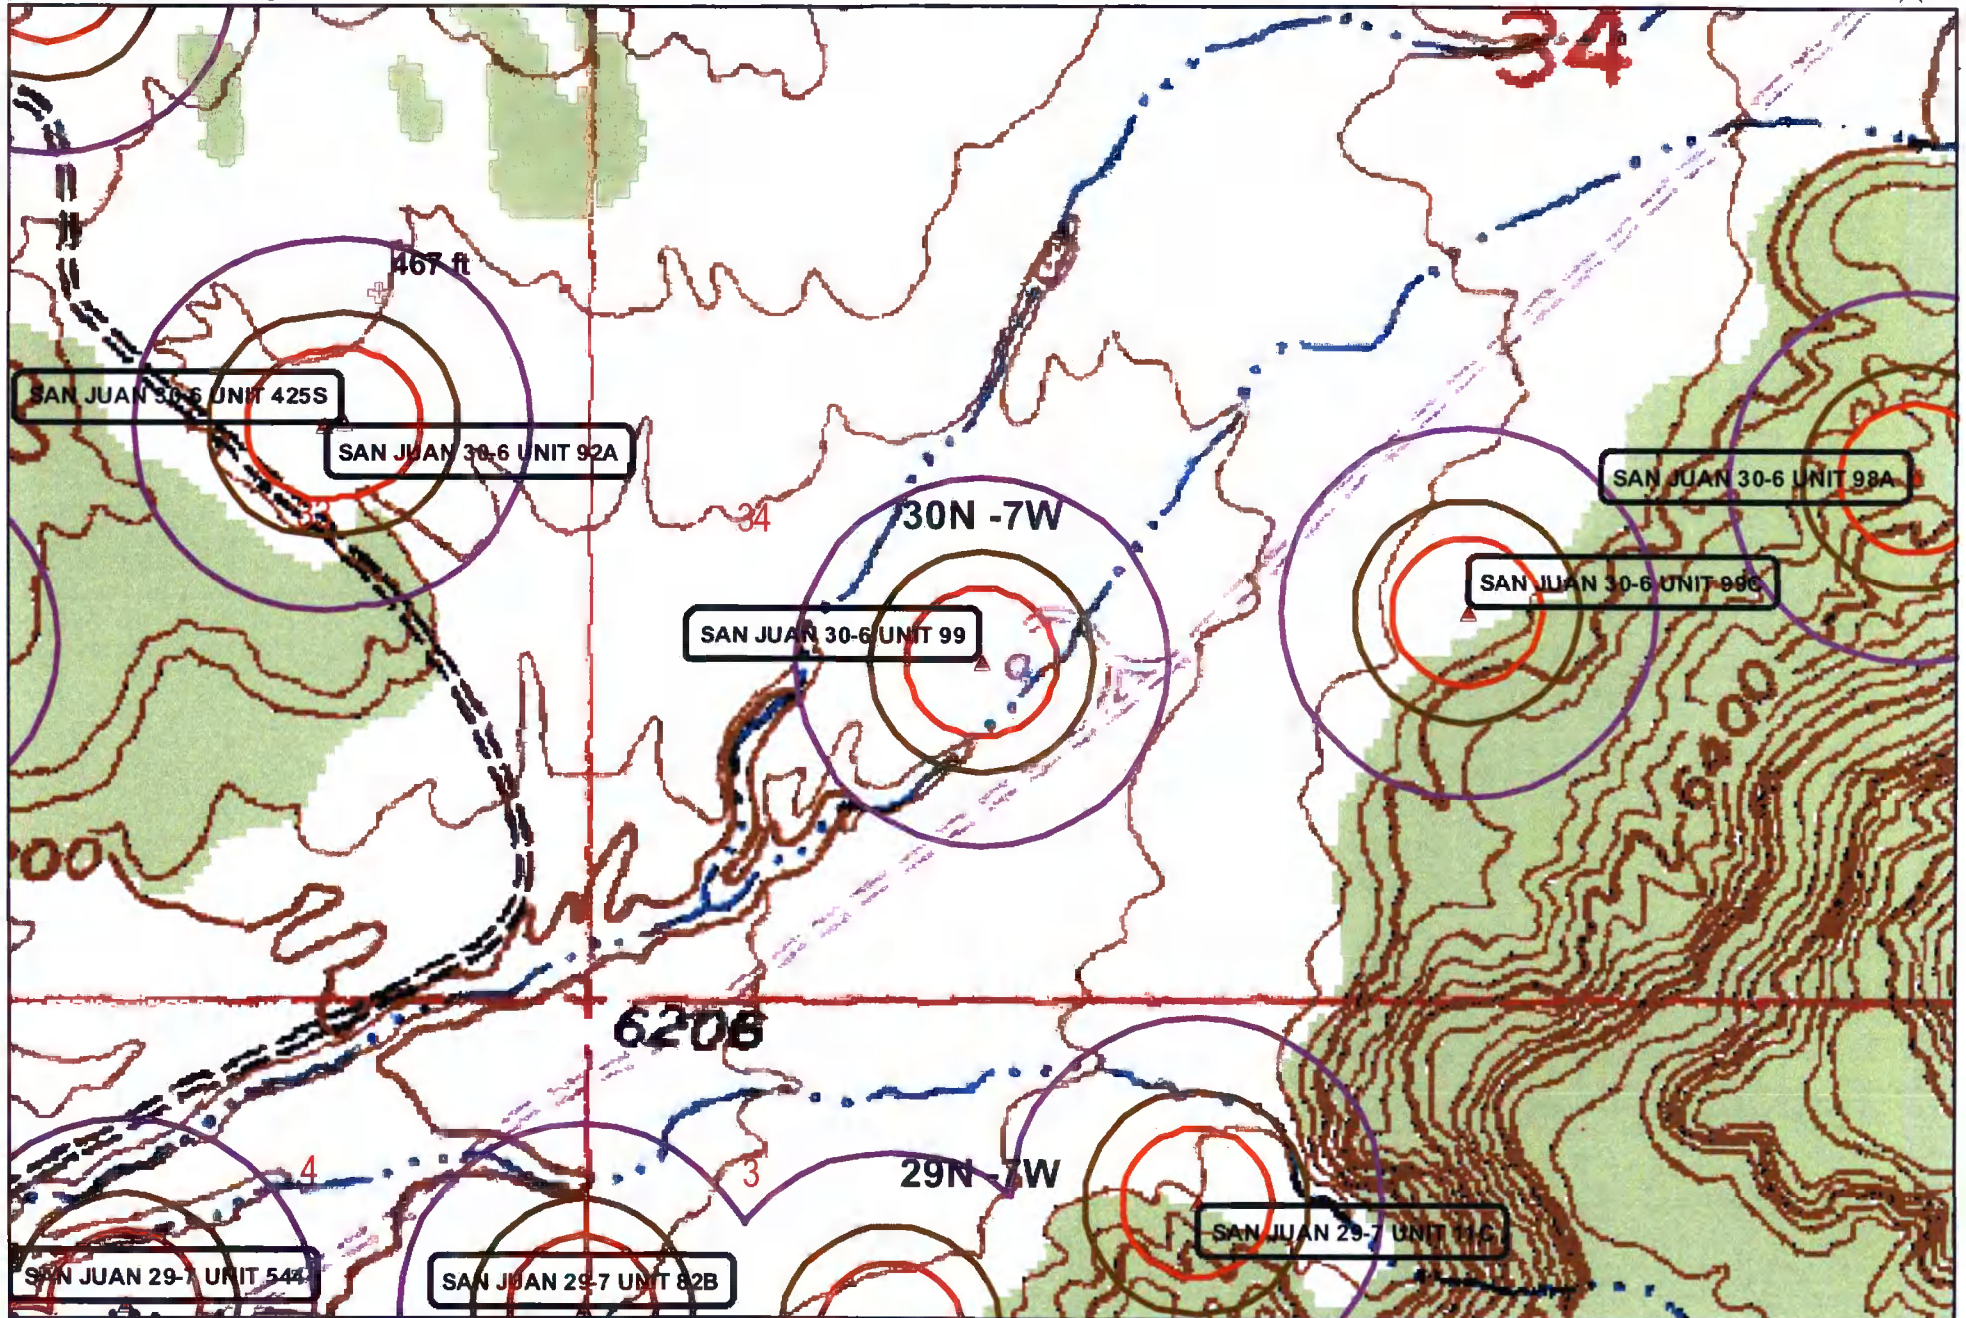 34
467 ft
SAN JUAN 30-6 UNIT 425S
SAN JUAN 30-6 UNIT 92A
SAN JUAN 30-6 UNIT 98A
33
34
30N -7W
SAN JUAN 30-6 UNIT 99C
SAN JUAN 30-6 UNIT 99
6400
00
6206
4
3
29N -7W
SAN JUAN 29-7 UNIT 11C
SAN JUAN 29-7 UNIT 544
SAN JUAN 29-7 UNIT 82B